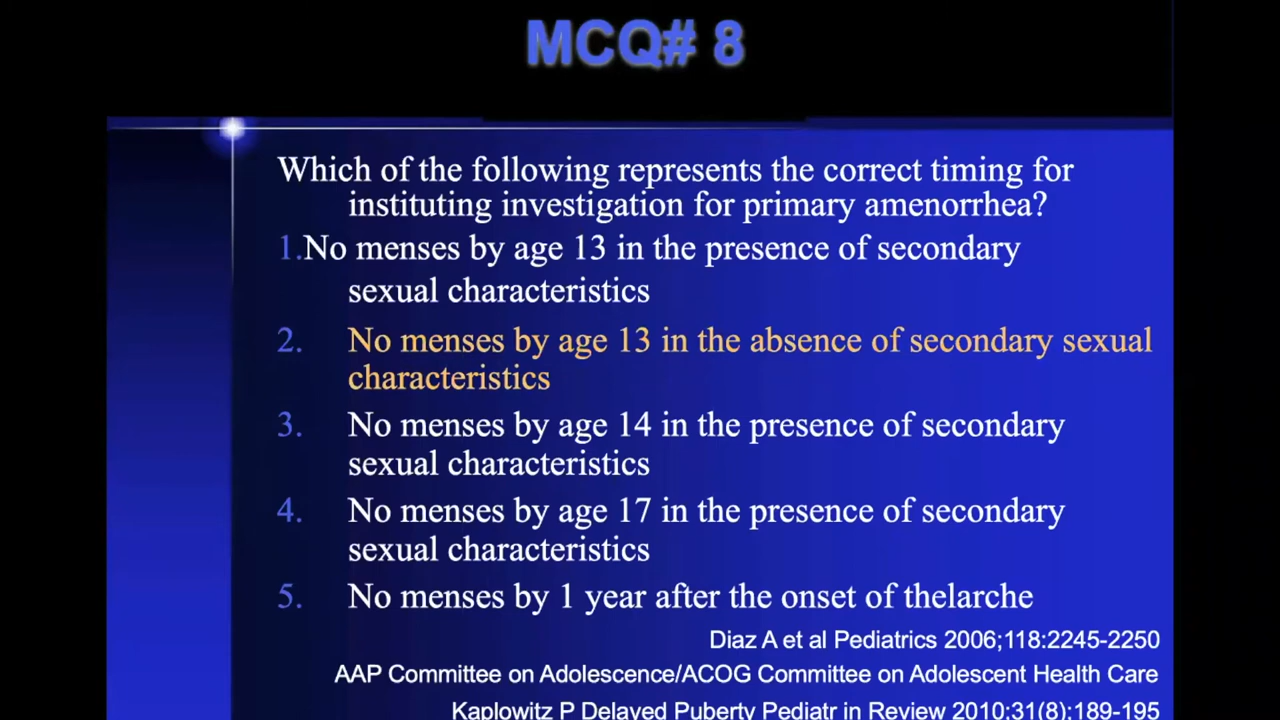 MCQ# 8
Which of the following represents the correct timing for
instituting investigation for primary amenorrhea?
1.No menses by age 13 in the presence of secondary
sexual characteristics
2. No menses by age 13 in the absence of secondary sexual
characteristics
3. No menses by age 14 in the presence of secondary
sexual characteristics
4. No menses by age 17 in the presence of secondary
sexual characteristics
5. No menses by 1 year after the onset of thelarche
Diaz A et al Pediatrics 2006;118:2245-2250
AAP Committee on Adolescence/ACOG Committee on Adolescent Health Care
Kaplowitz P Delayed Puberty Pediatr in Review 2010;31(8);189-195